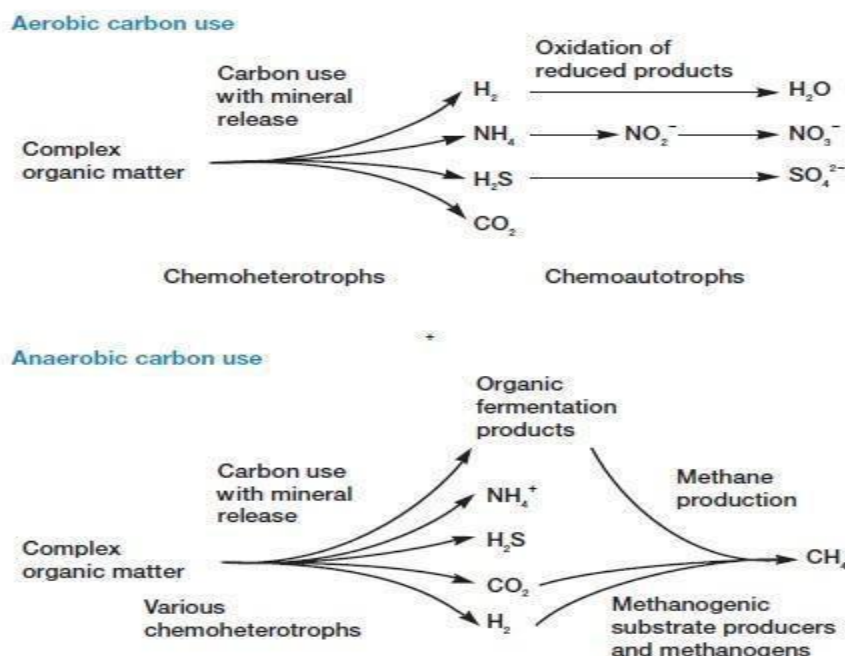 Aerobic carbon use
Carbon use
with mineral
release
Oxidation of
reduced products
Complex
organic matter
H₂
H₂O
NH₄
NO₂⁻
NO₃⁻
H₂S
SO₄²⁻
CO₂
Chemoheterotrophs
Chemoautotrophs
+
Anaerobic carbon use
Organic
fermentation
products
Carbon use
with mineral
release
Methane
production
Complex
organic matter
NH₄⁺
H₂S
CO₂
H₂
CH₄
Various
chemoheterotrophs
Methanogenic
substrate producers
and methanogens